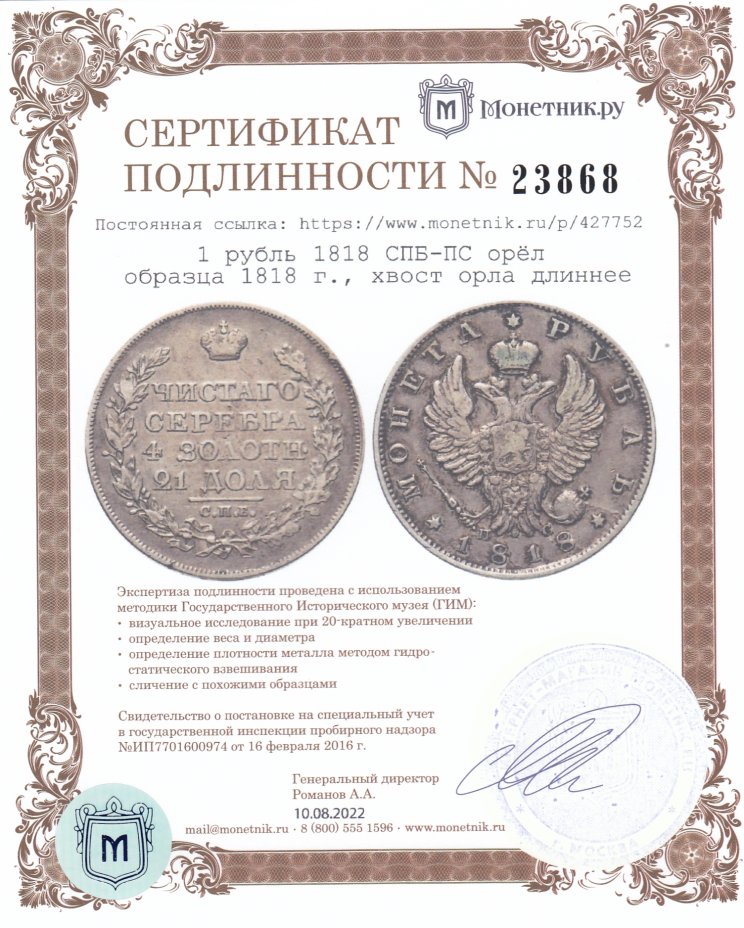 М
Монетник.ру
СЕРТИФИКАТ
ПОДЛИННОСТИ № 23868
Постоянная ссылка: https://www.monetnik.ru/p/427752
1 рубль 1818 СПБ-ПС орёл
образца 1818 г., хвост орла длиннее
ЧИСТАГО
СЕРЕБРА
4 ЗОЛОТН.
21 ДОЛЯ
С.П.Б.
МОНЕТА РУБЛЬ
1818
Экспертиза подлинности проведена с использованием
методики Государственного Исторического музея (ГИМ):
• визуальное исследование при 20-кратном увеличении
• определение веса и диаметра
• определение плотности металла методом гидро-
статического взвешивания
• сличение с похожими образцами
Свидетельство о постановке на специальный учет
в государственной инспекции пробирного надзора
№ИП7701600974 от 16 февраля 2016 г.
Генеральный директор
Романов А.А.
10.08.2022
mail@monetnik.ru · 8 (800) 555 1596 · www.monetnik.ru
М
Г. МОСКВА